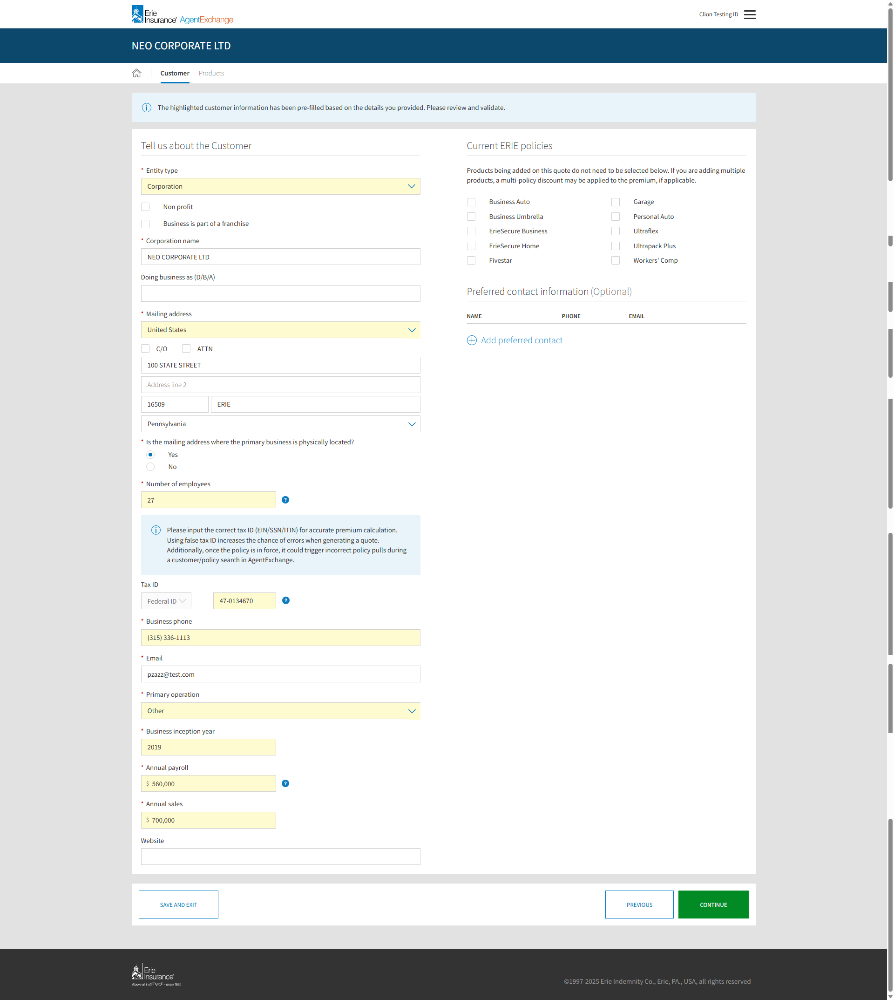 Erie
Insurance® AgentExchange
Clion Testing ID
NEO CORPORATE LTD
Customer Products
The highlighted customer information has been pre-filled based on the details you provided. Please review and validate.
Tell us about the Customer
* Entity type
Corporation
Non profit
Business is part of a franchise
* Corporation name
NEO CORPORATE LTD
Doing business as (D/B/A)
* Mailing address
United States
C/O ATTN
100 STATE STREET
Address line 2
16509 ERIE
Pennsylvania
* Is the mailing address where the primary business is physically located?
Yes
No
* Number of employees
27 ?
Please input the correct tax ID (EIN/SSN/ITIN) for accurate premium calculation.
Using false tax ID increases the chance of errors when generating a quote.
Additionally, once the policy is in force, it could trigger incorrect policy pulls during
a customer/policy search in AgentExchange.
Tax ID
Federal ID 47-0134670 ?
* Business phone
(315) 336-1113
* Email
pzazz@test.com
* Primary operation
Other
* Business inception year
2019
* Annual payroll
$ 560,000 ?
* Annual sales
$ 700,000
Website
Current ERIE policies
Products being added on this quote do not need to be selected below. If you are adding multiple
products, a multi-policy discount may be applied to the premium, if applicable.
Business Auto Garage
Business Umbrella Personal Auto
ErieSecure Business Ultraflex
ErieSecure Home Ultrapack Plus
Fivestar Workers' Comp
Preferred contact information (Optional)
NAME PHONE EMAIL
Add preferred contact
SAVE AND EXIT PREVIOUS CONTINUE
Erie
Insurance®
Above all in SERVICE® - since 1925
©1997-2025 Erie Indemnity Co., Erie, PA., USA, all rights reserved